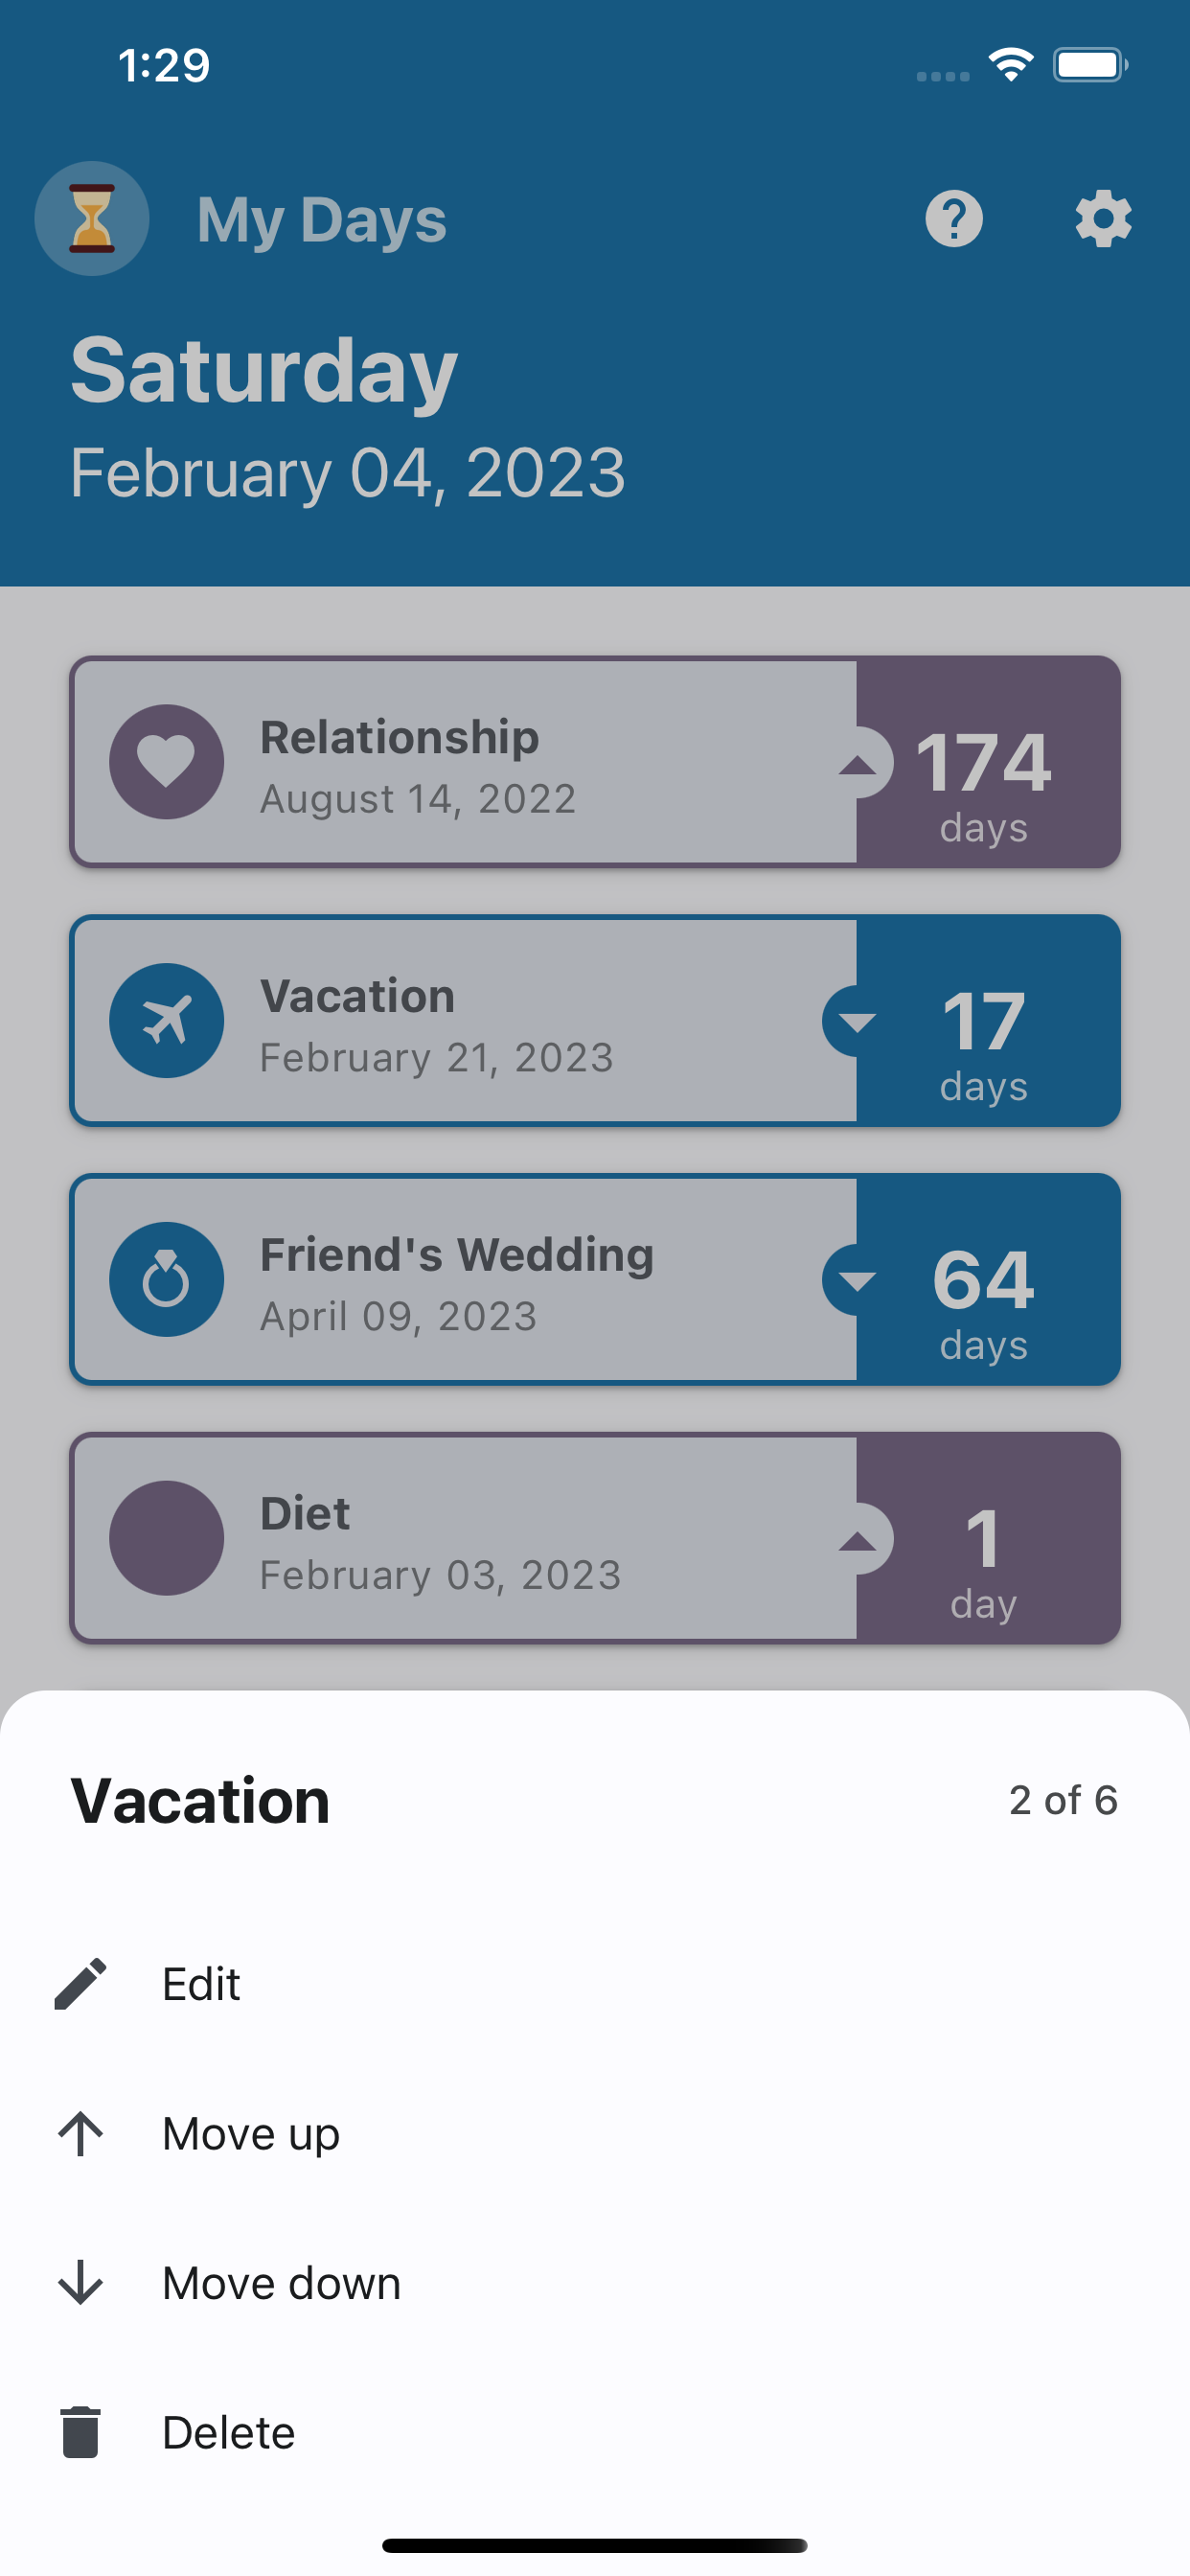 1:29
My Days
Saturday
February 04, 2023
Relationship
August 14, 2022
174
days
Vacation
February 21, 2023
17
days
Friend's Wedding
April 09, 2023
64
days
Diet
February 03, 2023
1
day
Vacation
2 of 6
Edit
Move up
Move down
Delete